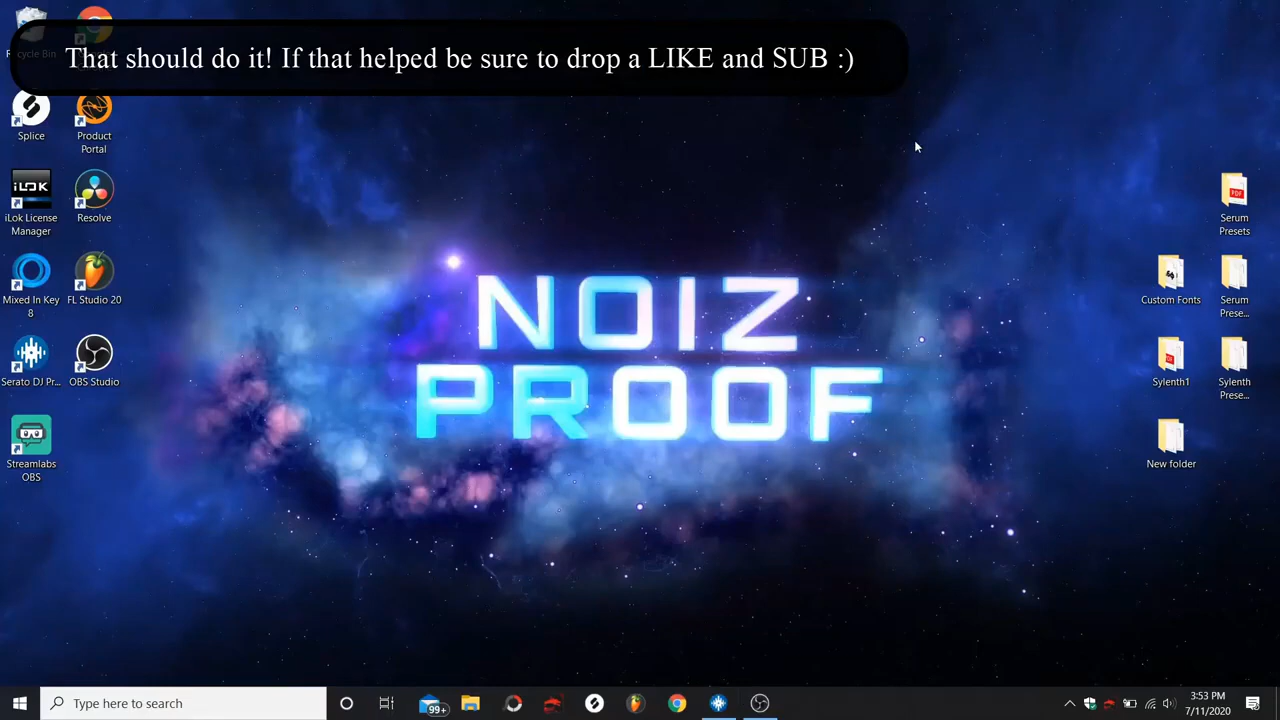 That should do it! If that helped be sure to drop a LIKE and SUB :)
Splice
Product
Portal
iLOK
iLok License
Manager
Resolve
Mixed In Key
8
FL Studio 20
Serato DJ Pr...
OBS Studio
Streamlabs
OBS
NOIZ
PROOF
PDF
Serum
Presets
Custom Fonts
Serum
Prese...
Sylenth1
Sylenth
Prese...
New folder
Type here to search
99+
3:53 PM
7/11/2020